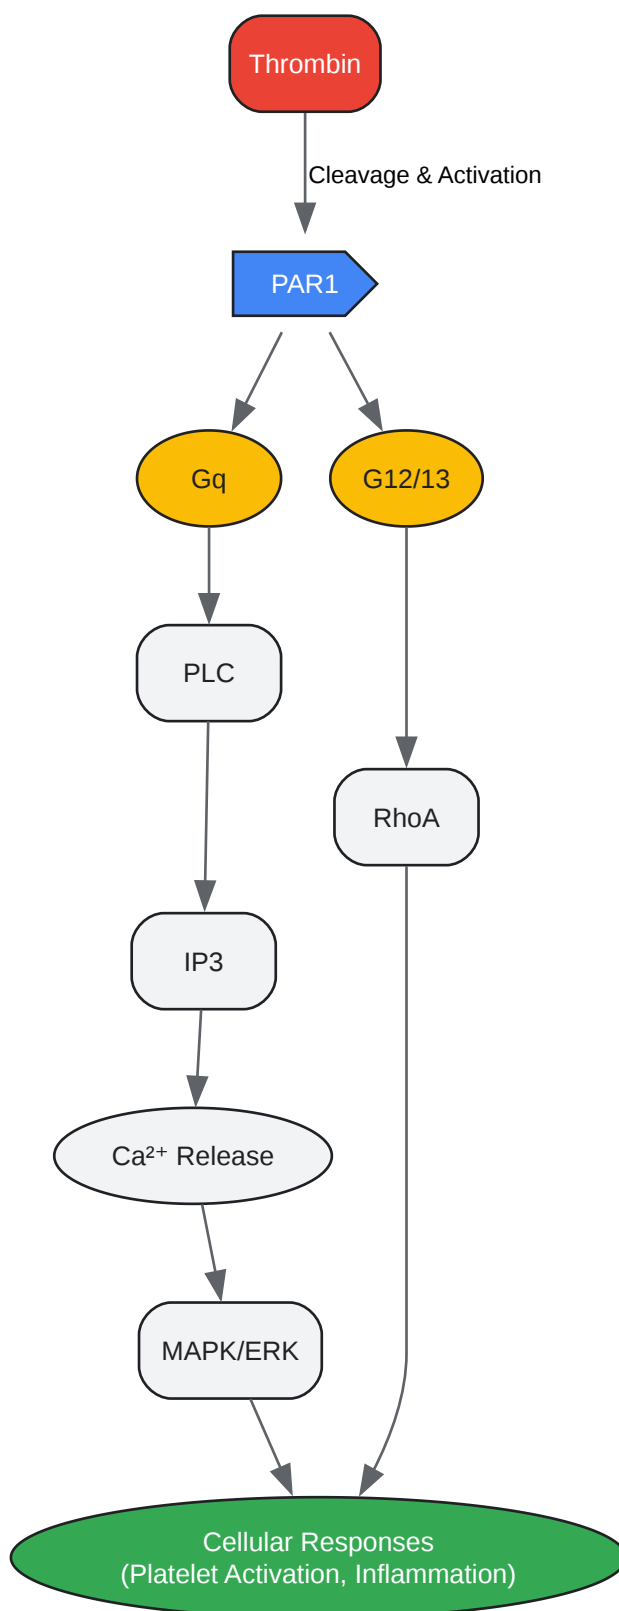 Thrombin
Cleavage & Activation
PAR1
Gq
G12/13
PLC
RhoA
IP3
Ca²⁺ Release
MAPK/ERK
Cellular Responses
(Platelet Activation, Inflammation)